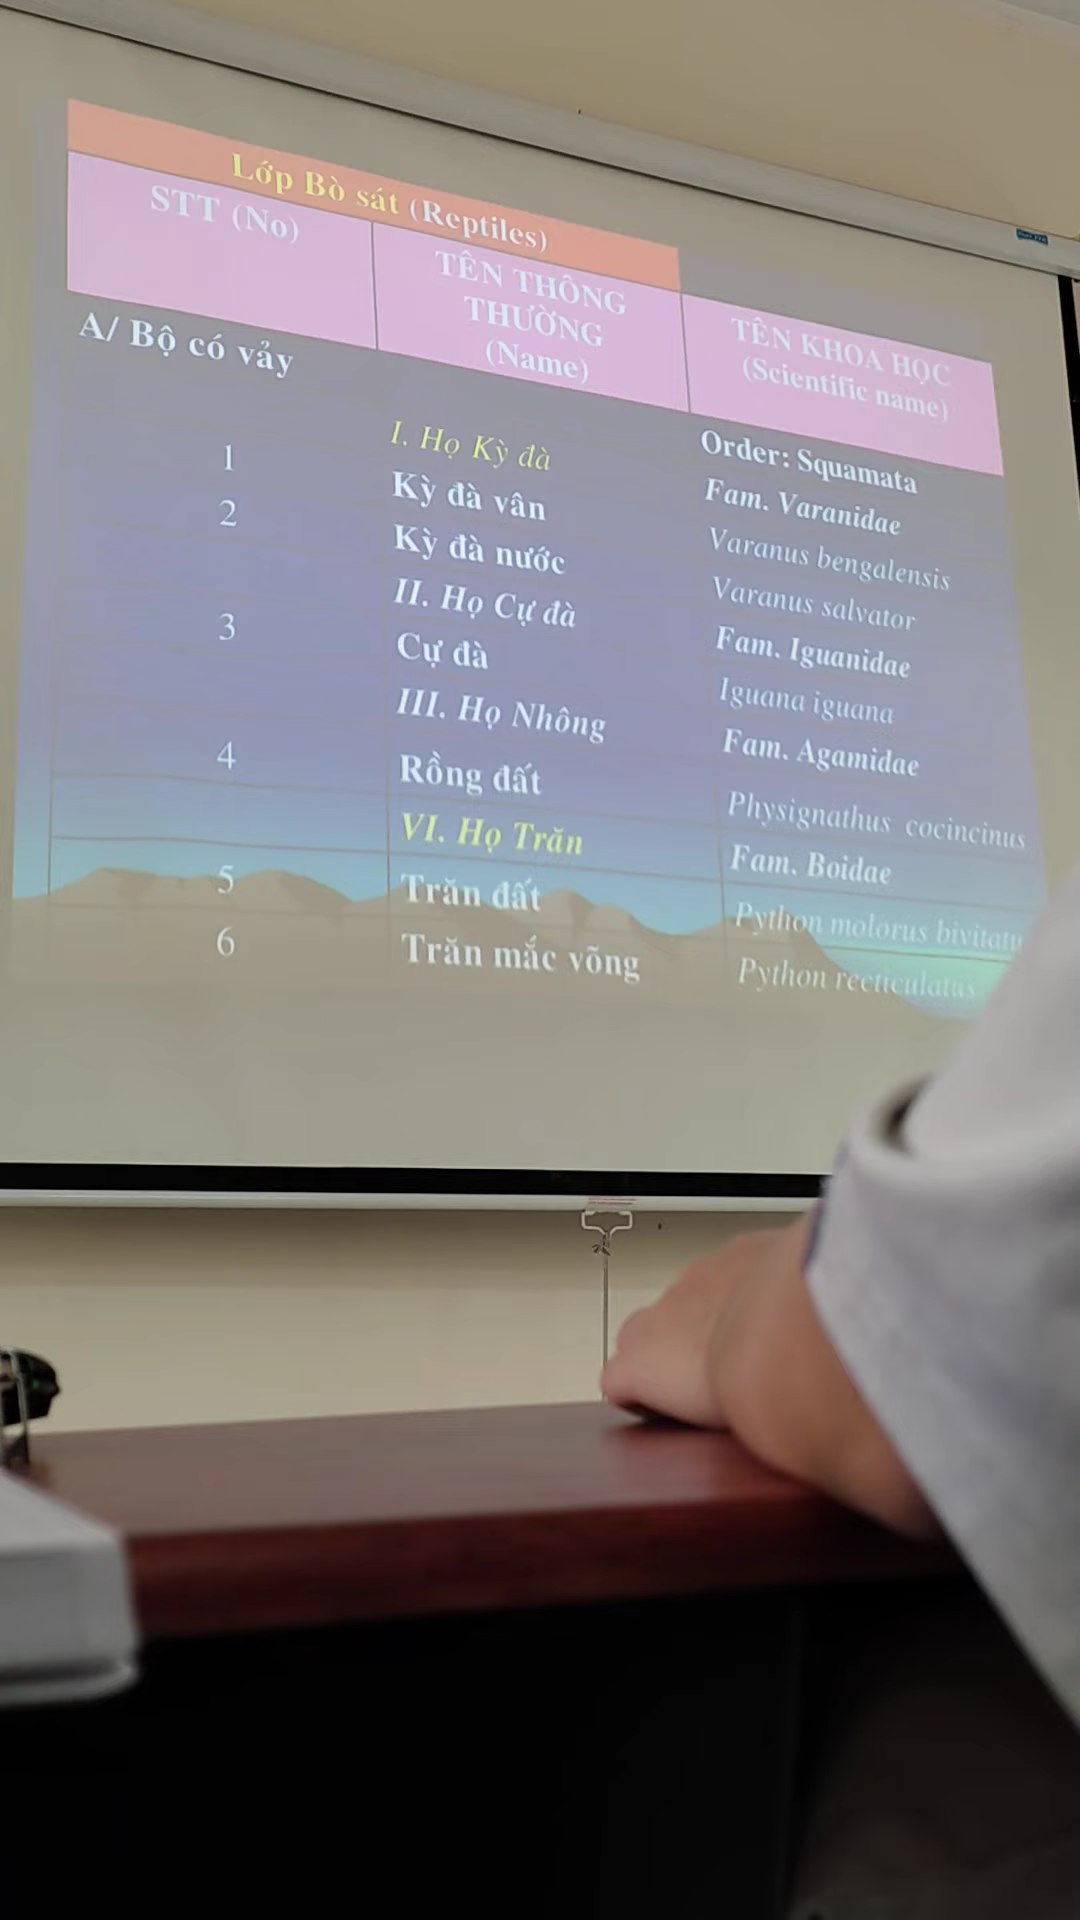 Lớp Bò sát (Reptiles)
STT (No)
TÊN THÔNG
THƯỜNG
(Name)
TÊN KHOA HỌC
(Scientific name)
A/ Bộ có vảy
Order: Squamata
I. Họ Kỳ đà
Fam. Varanidae
1
Kỳ đà vân
Varanus bengalensis
2
Kỳ đà nước
Varanus salvator
II. Họ Cự đà
Fam. Iguanidae
3
Cự đà
Iguana iguana
III. Họ Nhông
Fam. Agamidae
4
Rồng đất
Physignathus cocincinus
VI. Họ Trăn
Fam. Boidae
5
Trăn đất
Python molorus bivitatu
6
Trăn mắc võng
Python recticulatus